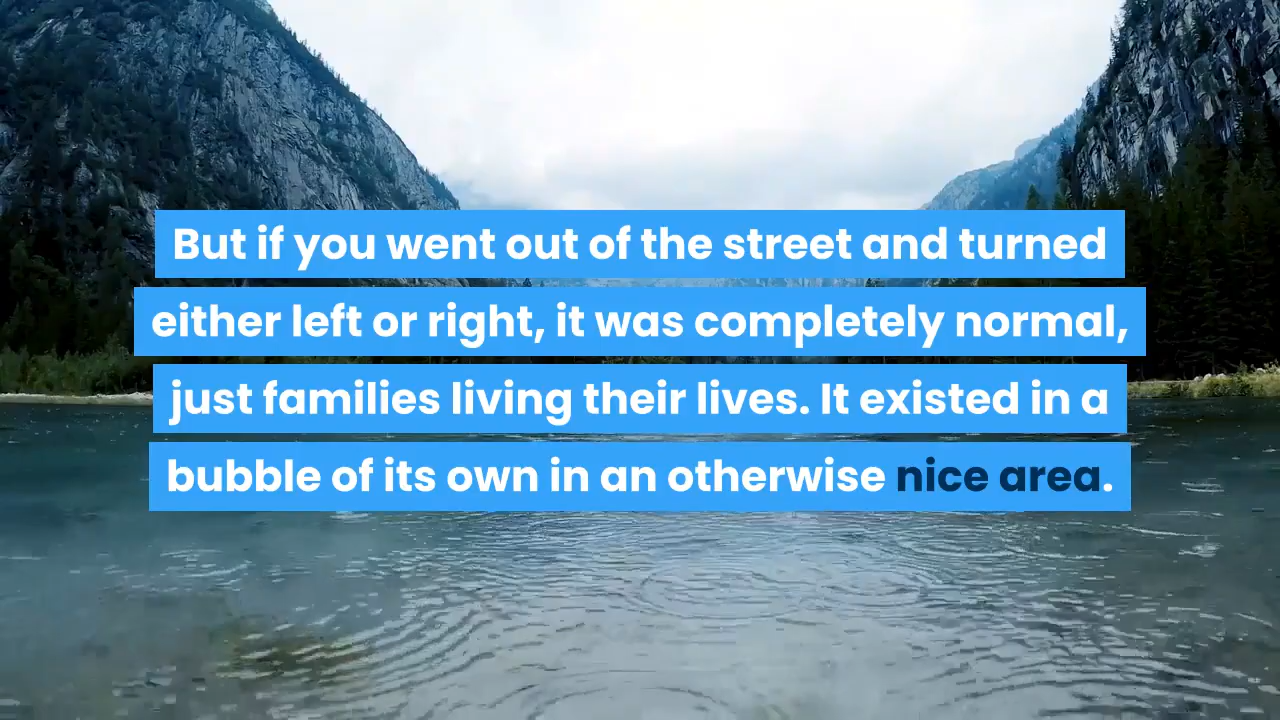 But if you went out of the street and turned
either left or right, it was completely normal,
just families living their lives. It existed in a
bubble of its own in an otherwise nice area.